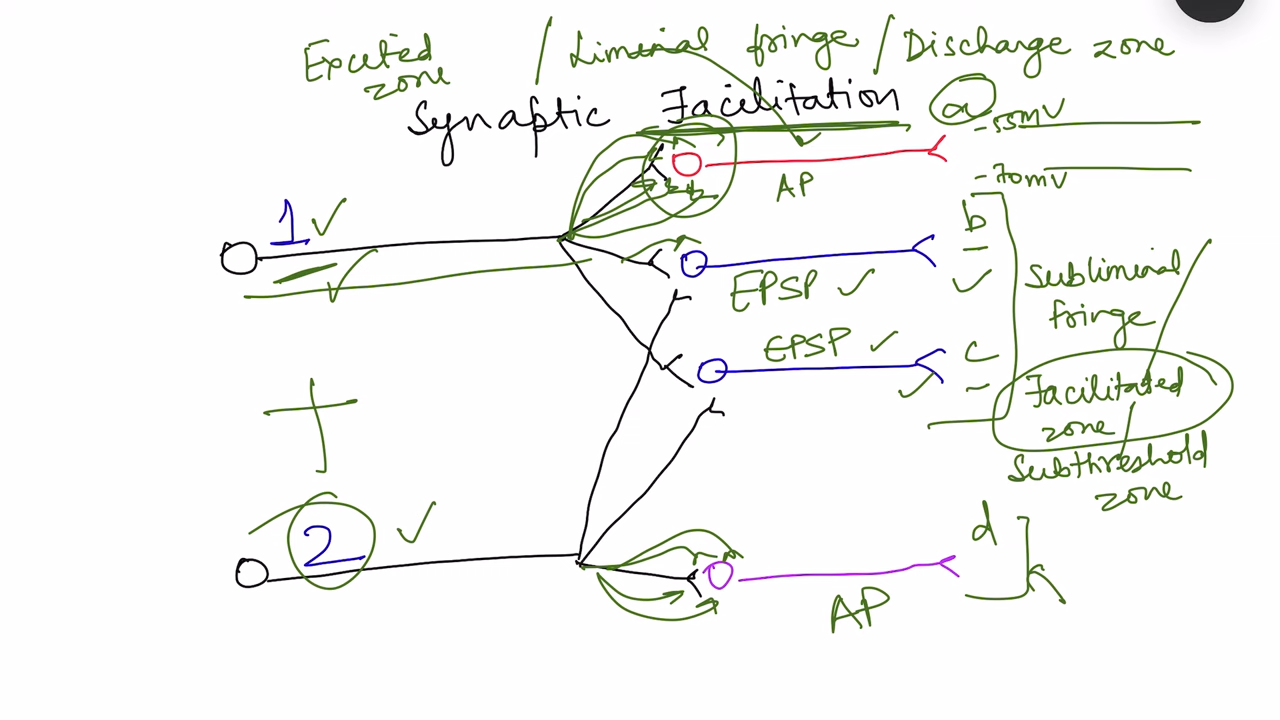 Excited zone / Liminal fringe / Discharge zone
Synaptic Facilitation
a
-55mV
AP
-70mV
1
b
EPSP
Subliminal
fringe
EPSP
c
Facilitated
zone
Subthreshold
zone
+
2
d
AP